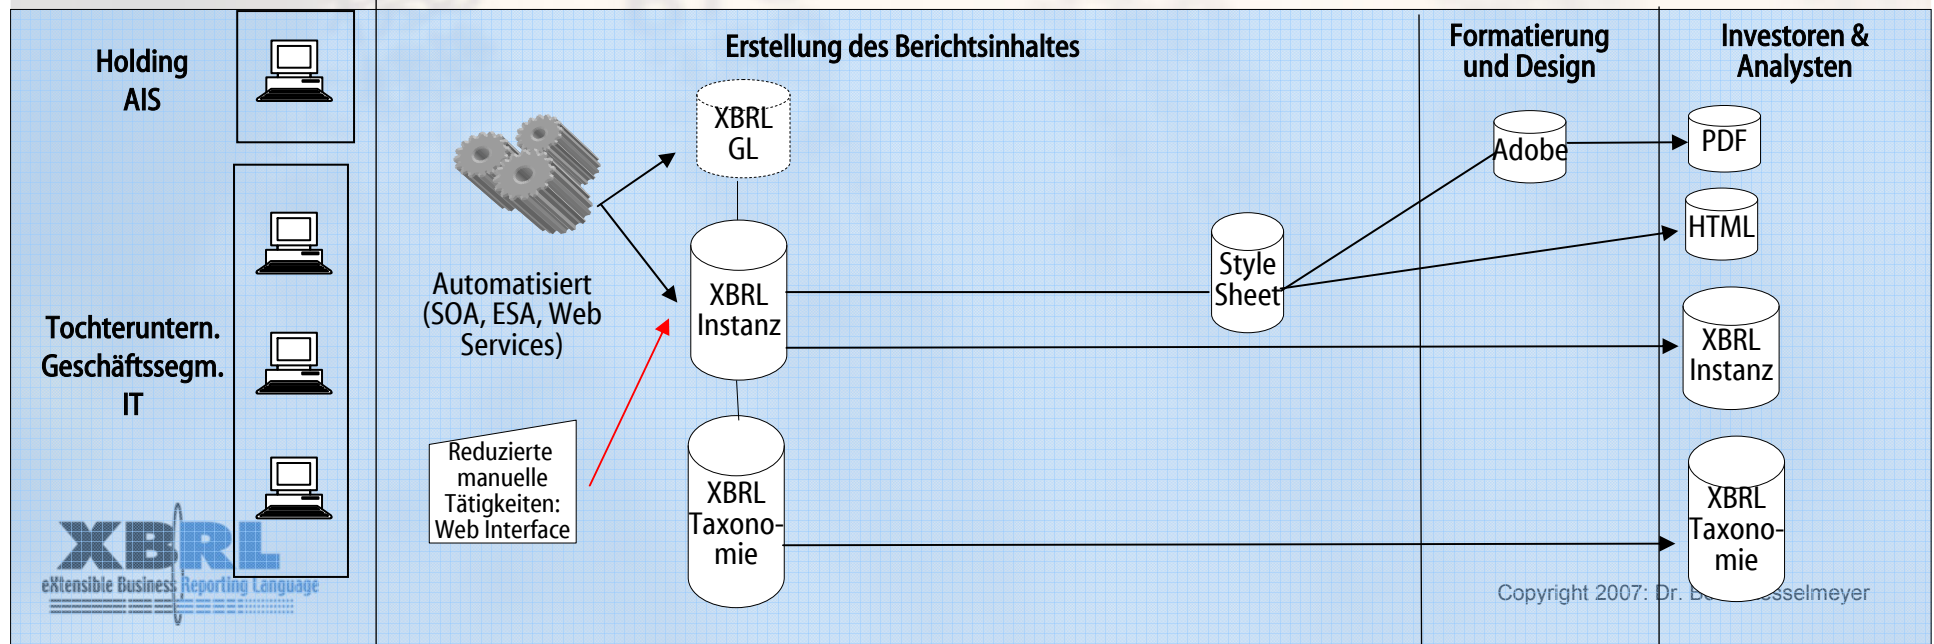 Holding
AIS
Tochteruntern.
Geschäftssegm.
IT
Erstellung des Berichtsinhaltes
Automatisiert
(SOA, ESA, Web
Services)
Reduzierte
manuelle
Tätigkeiten:
Web Interface
XBRL
GL
XBRL
Instanz
XBRL
Taxono-
mie
Style
Sheet
Formatierung
und Design
Adobe
Investoren &
Analysten
PDF
HTML
XBRL
Instanz
XBRL
Taxono-
mie
XBRL
eXtensible Business Reporting Language
Copyright 2007: Dr.